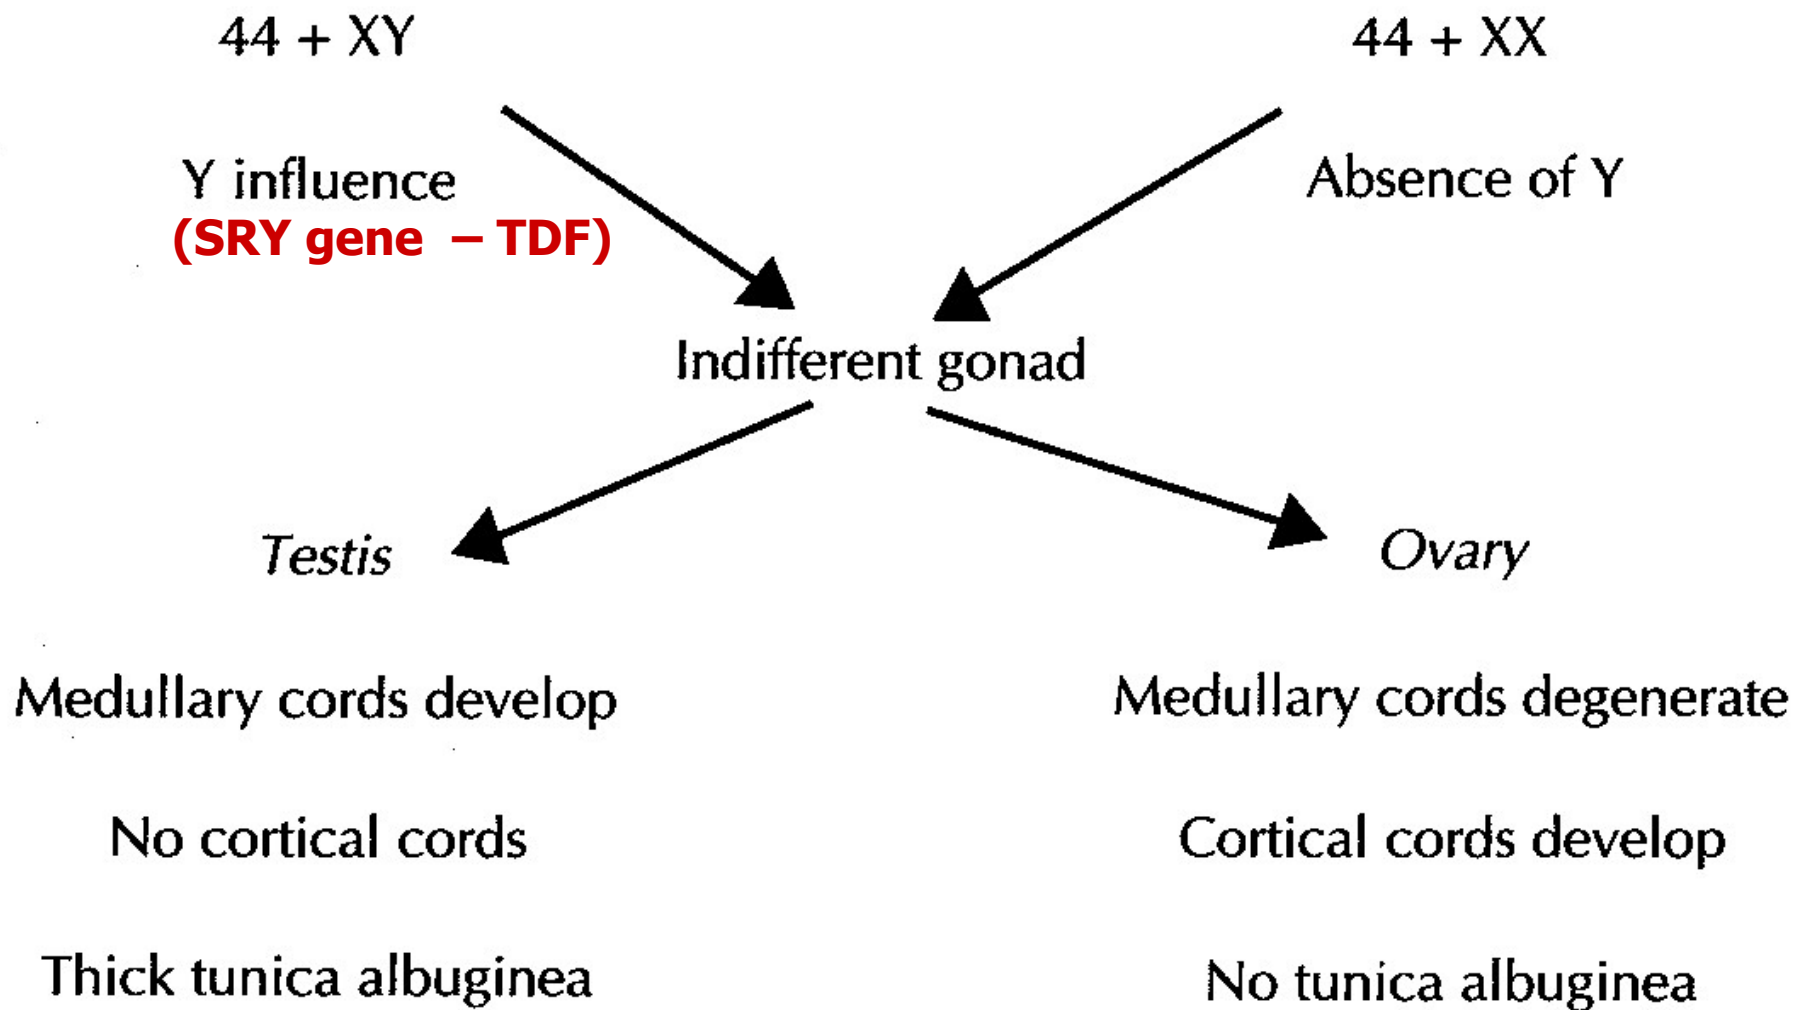 44 + XY
44 + XX
Y influence
(SRY gene – TDF)
Absence of Y
Indifferent gonad
Testis
Ovary
Medullary cords develop
Medullary cords degenerate
No cortical cords
Cortical cords develop
Thick tunica albuginea
No tunica albuginea